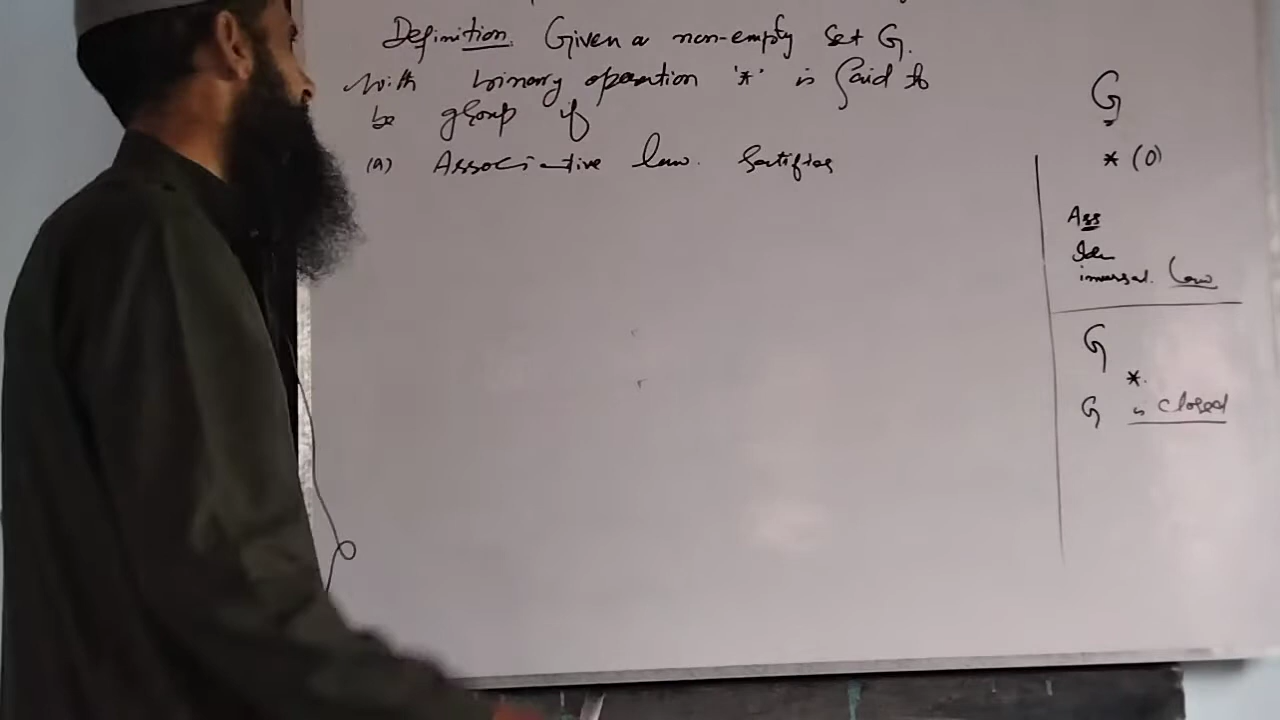 Definition. Given a non-empty set G.
with binary operation '*' is said to
be group if
(a) Associative law. satisfies
G
* (0)
Ass
Iden
inversal. Law
G
*.
G is closed